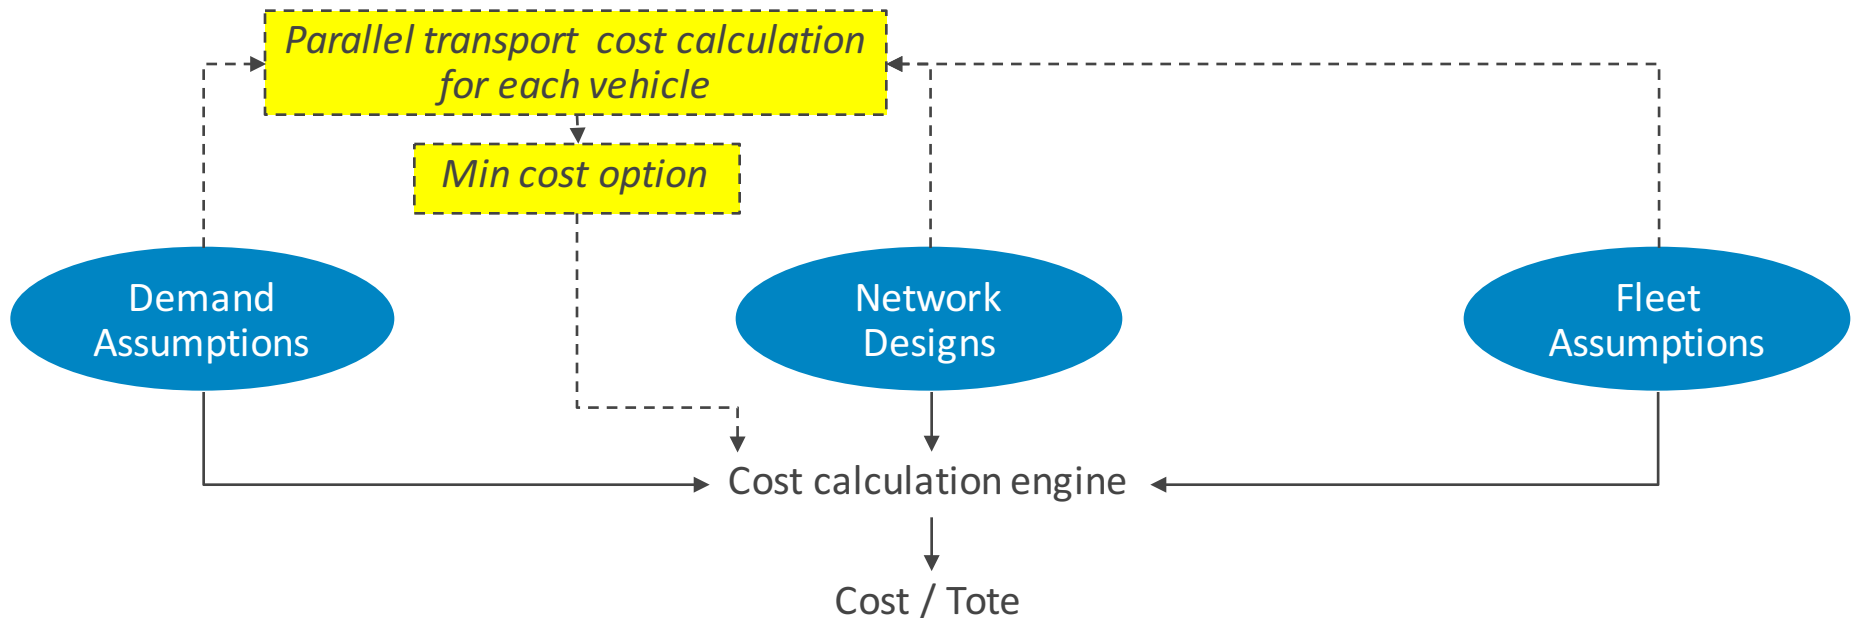 Parallel transport cost calculation
for each vehicle
Min cost option
Demand
Assumptions
Network
Designs
Fleet
Assumptions
Cost calculation engine
Cost / Tote